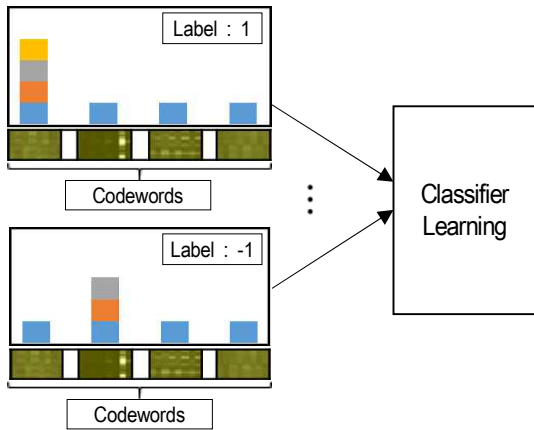 Label : 1
Codewords
Label : -1
Codewords
Classifier
Learning